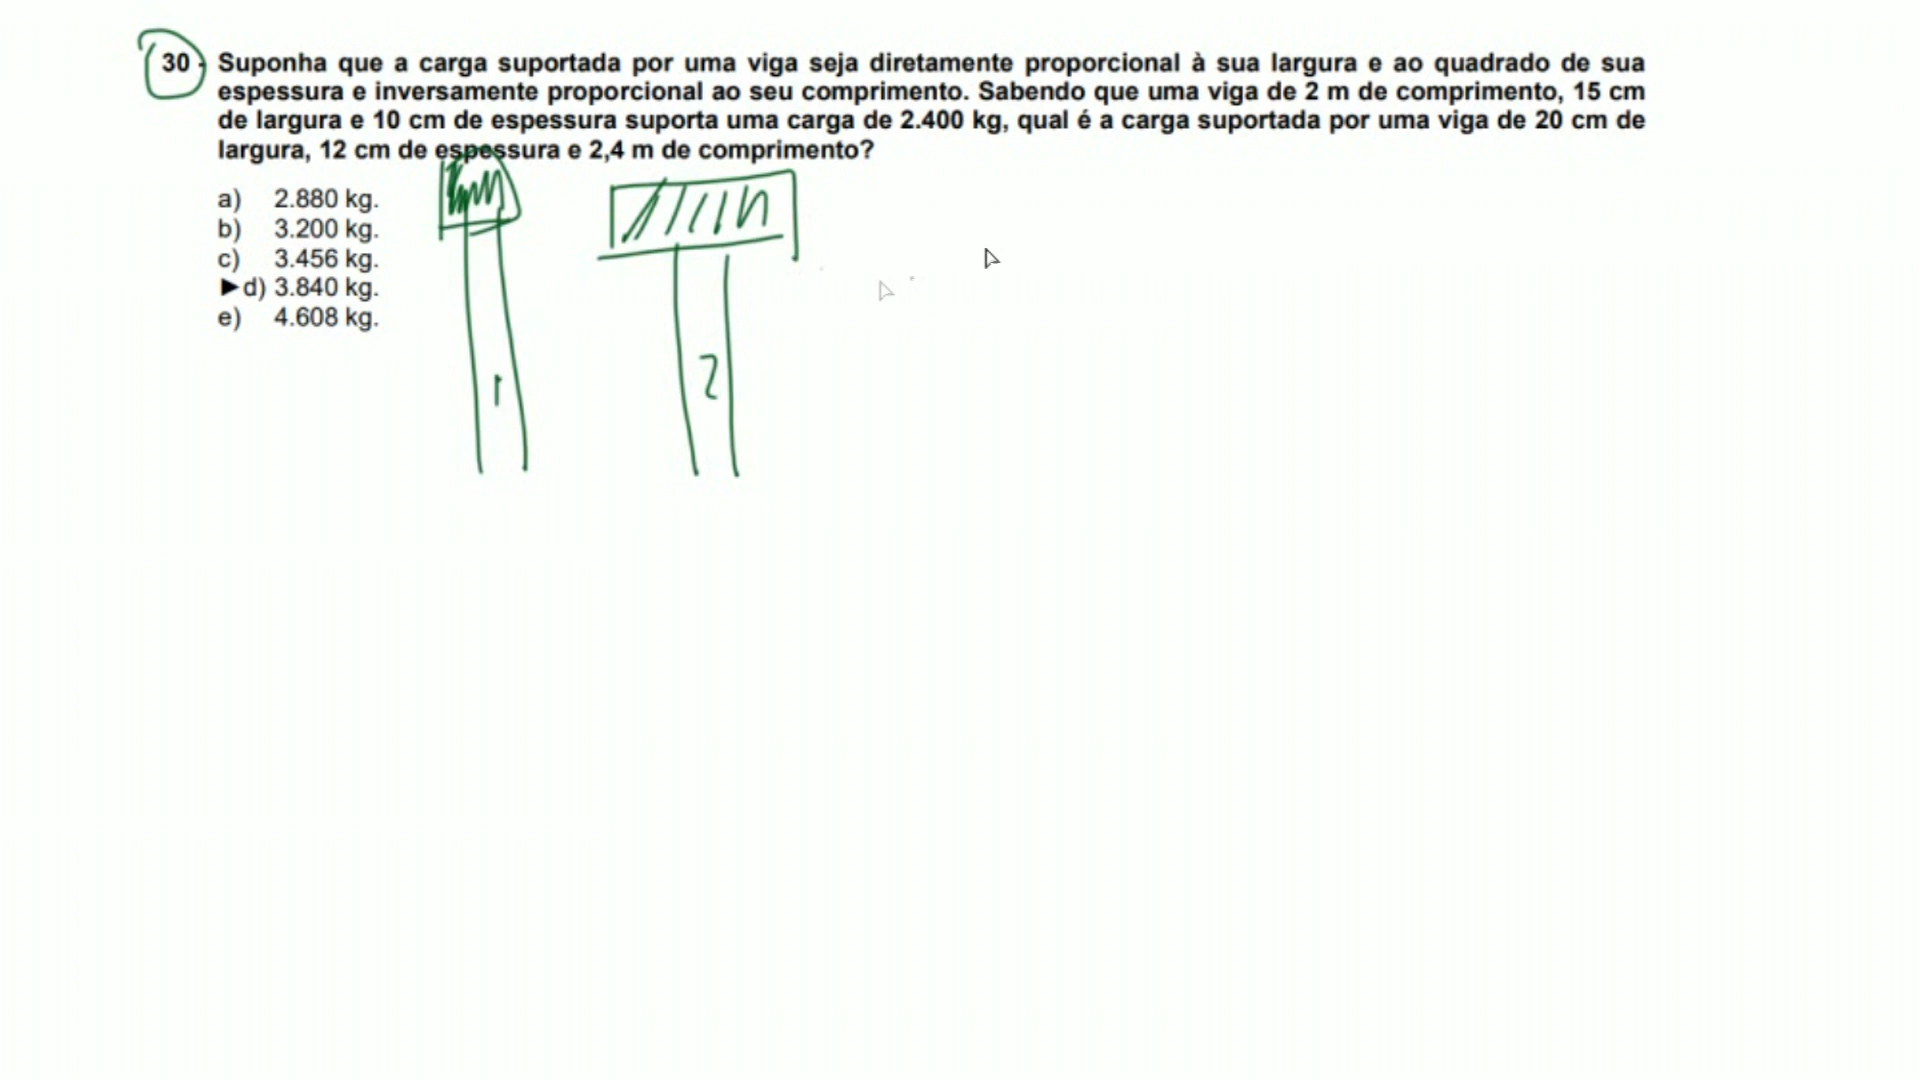 30 - Suponha que a carga suportada por uma viga seja diretamente proporcional à sua largura e ao quadrado de sua
espessura e inversamente proporcional ao seu comprimento. Sabendo que uma viga de 2 m de comprimento, 15 cm
de largura e 10 cm de espessura suporta uma carga de 2.400 kg, qual é a carga suportada por uma viga de 20 cm de
largura, 12 cm de espessura e 2,4 m de comprimento?
a) 2.880 kg.
b) 3.200 kg.
c) 3.456 kg.
►d) 3.840 kg.
e) 4.608 kg.
1
2